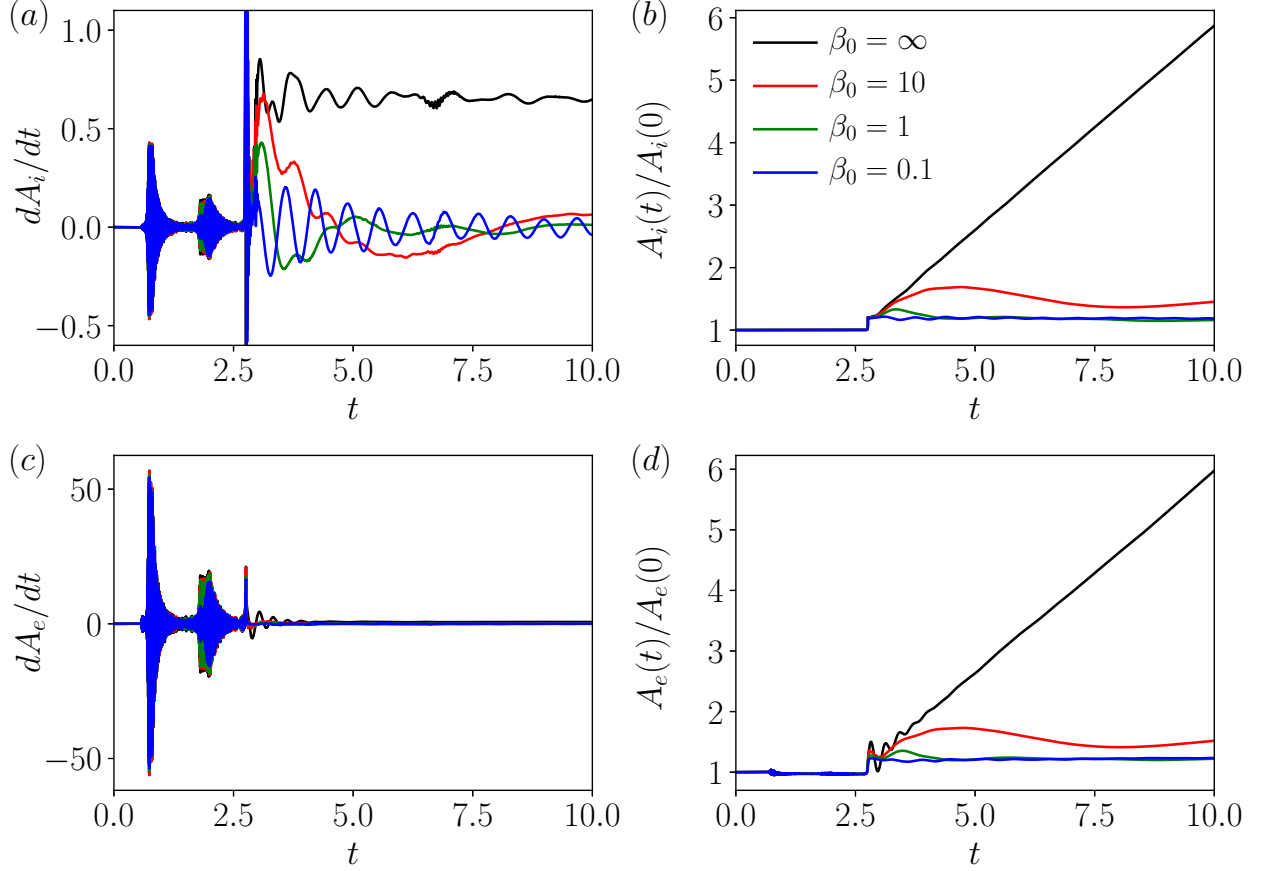 (a)
1.0
0.5
0.0
−0.5
dA_i/dt
0.0 2.5 5.0 7.5 10.0
t
(b)
6
5
4
3
2
1
A_i(t)/A_i(0)
β_0 = ∞
β_0 = 10
β_0 = 1
β_0 = 0.1
0.0 2.5 5.0 7.5 10.0
t
(c)
50
0
−50
dA_e/dt
0.0 2.5 5.0 7.5 10.0
t
(d)
6
5
4
3
2
1
A_e(t)/A_e(0)
0.0 2.5 5.0 7.5 10.0
t